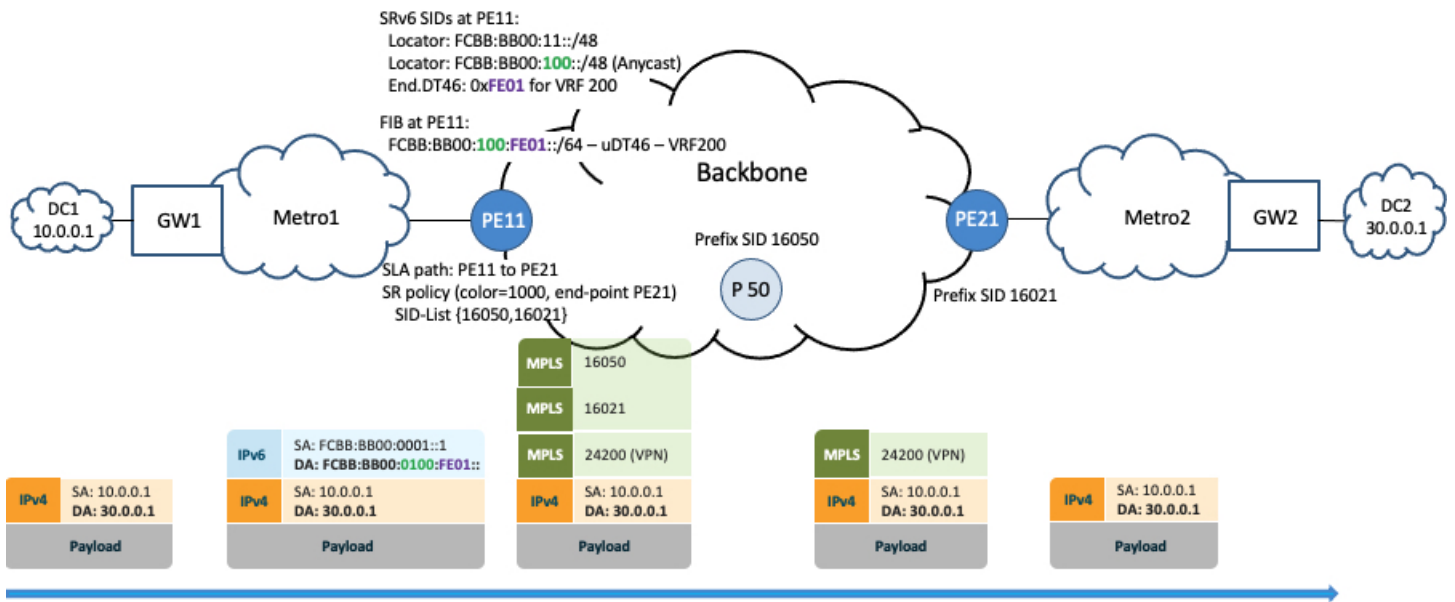 SRv6 SIDs at PE11:
Locator: FCBB:BB00:11::/48
Locator: FCBB:BB00:100::/48 (Anycast)
End.DT46: 0xFE01 for VRF 200
FIB at PE11:
FCBB:BB00:100:FE01::/64 – uDT46 – VRF200
Backbone
DC1
10.0.0.1
GW1
Metro1
PE11
PE21
Metro2
GW2
DC2
30.0.0.1
Prefix SID 16050
P 50
Prefix SID 16021
SLA path: PE11 to PE21
SR policy (color=1000, end-point PE21)
SID-List {16050,16021}
IPv4
SA: 10.0.0.1
DA: 30.0.0.1
Payload
IPv6
SA: FCBB:BB00:0001::1
DA: FCBB:BB00:0100:FE01::
IPv4
SA: 10.0.0.1
DA: 30.0.0.1
Payload
MPLS 16050
MPLS 16021
MPLS 24200 (VPN)
IPv4
SA: 10.0.0.1
DA: 30.0.0.1
Payload
MPLS 24200 (VPN)
IPv4
SA: 10.0.0.1
DA: 30.0.0.1
Payload
IPv4
SA: 10.0.0.1
DA: 30.0.0.1
Payload